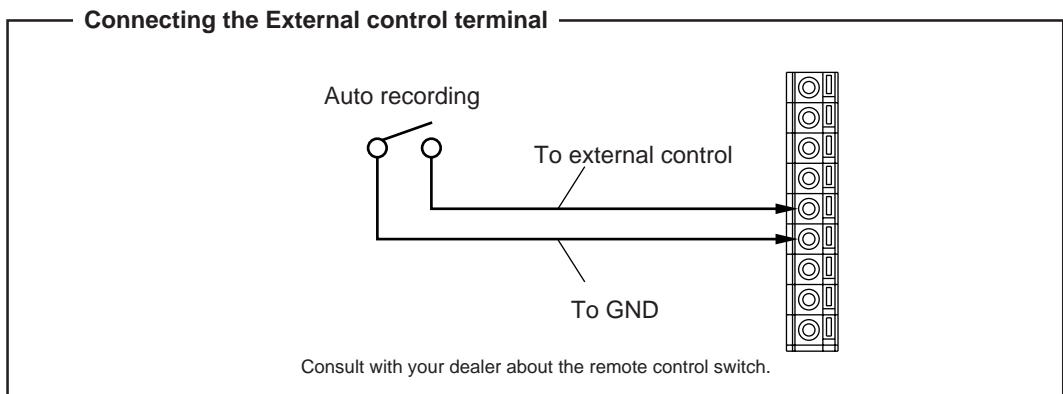 Connecting the External control terminal
Auto recording
To external control
To GND
Consult with your dealer about the remote control switch.